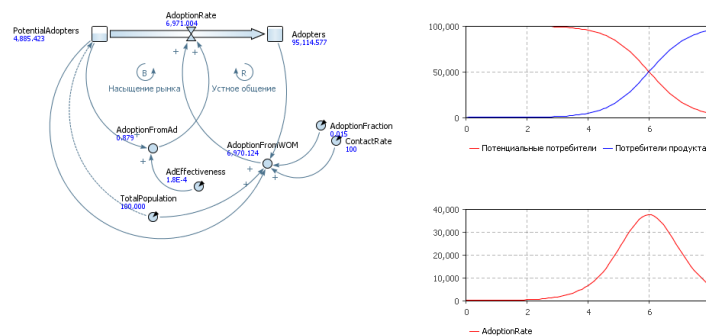 AdoptionRate
6,971.004
PotentialAdopters
4,885.423
Adopters
95,114.577
+ +
B
R
Насыщение рынка
Устное общение
AdoptionFromAd
0.879
+
+
AdEffectiveness
1.8E-4
TotalPopulation
100,000
AdoptionFromWOM
6,970.124
+
+
+
+
AdoptionFraction
0.015
ContactRate
100
100,000
50,000
0
0 2 4 6
Потенциальные потребители
Потребители продукта
40,000
30,000
20,000
10,000
0
0 2 4 6
AdoptionRate